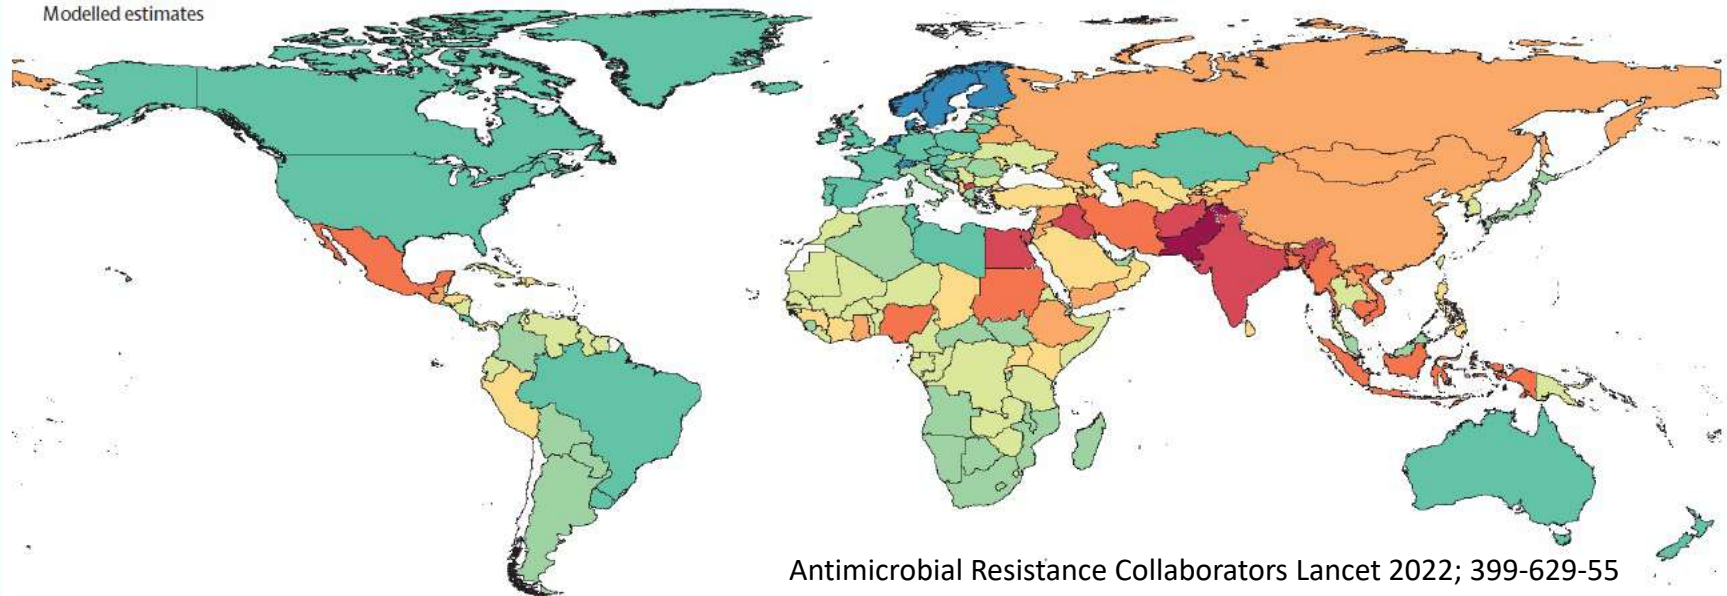 Modelled estimates
Antimicrobial Resistance Collaborators Lancet 2022; 399-629-55